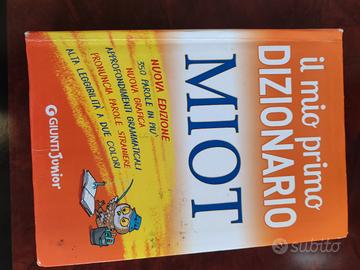 il mio primo
DIZIONARIO
MIOT
NUOVA EDIZIONE
350 PAROLE IN PIÙ
NUOVA GRAFICA
APPROFONDIMENTI GRAMMATICALI
PRONUNCIA PAROLE STRANIERE
ALTA LEGGIBILITÀ A DUE COLORI
GIUNTI Junior
subito